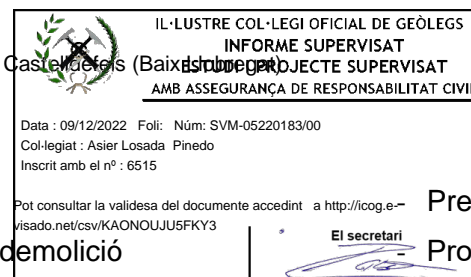 IL·LUSTRE COL·LEGI OFICIAL DE GEÒLEGS
INFORME SUPERVISAT
Castelldefels (Baix Llobregat).
ESTUDI - PROJECTE SUPERVISAT
AMB ASSEGURANÇA DE RESPONSABILITAT CIVIL
Data : 09/12/2022 Foli: Núm: SVM-05220183/00
Col·legiat : Asier Losada Pinedo
Inscrit amb el nº : 6515
Pot consultar la validesa del documente accedint a http://icog.e-
visado.net/csv/KAONOUJU5FKY3
– Pre
El secretari
demolició
– Pro